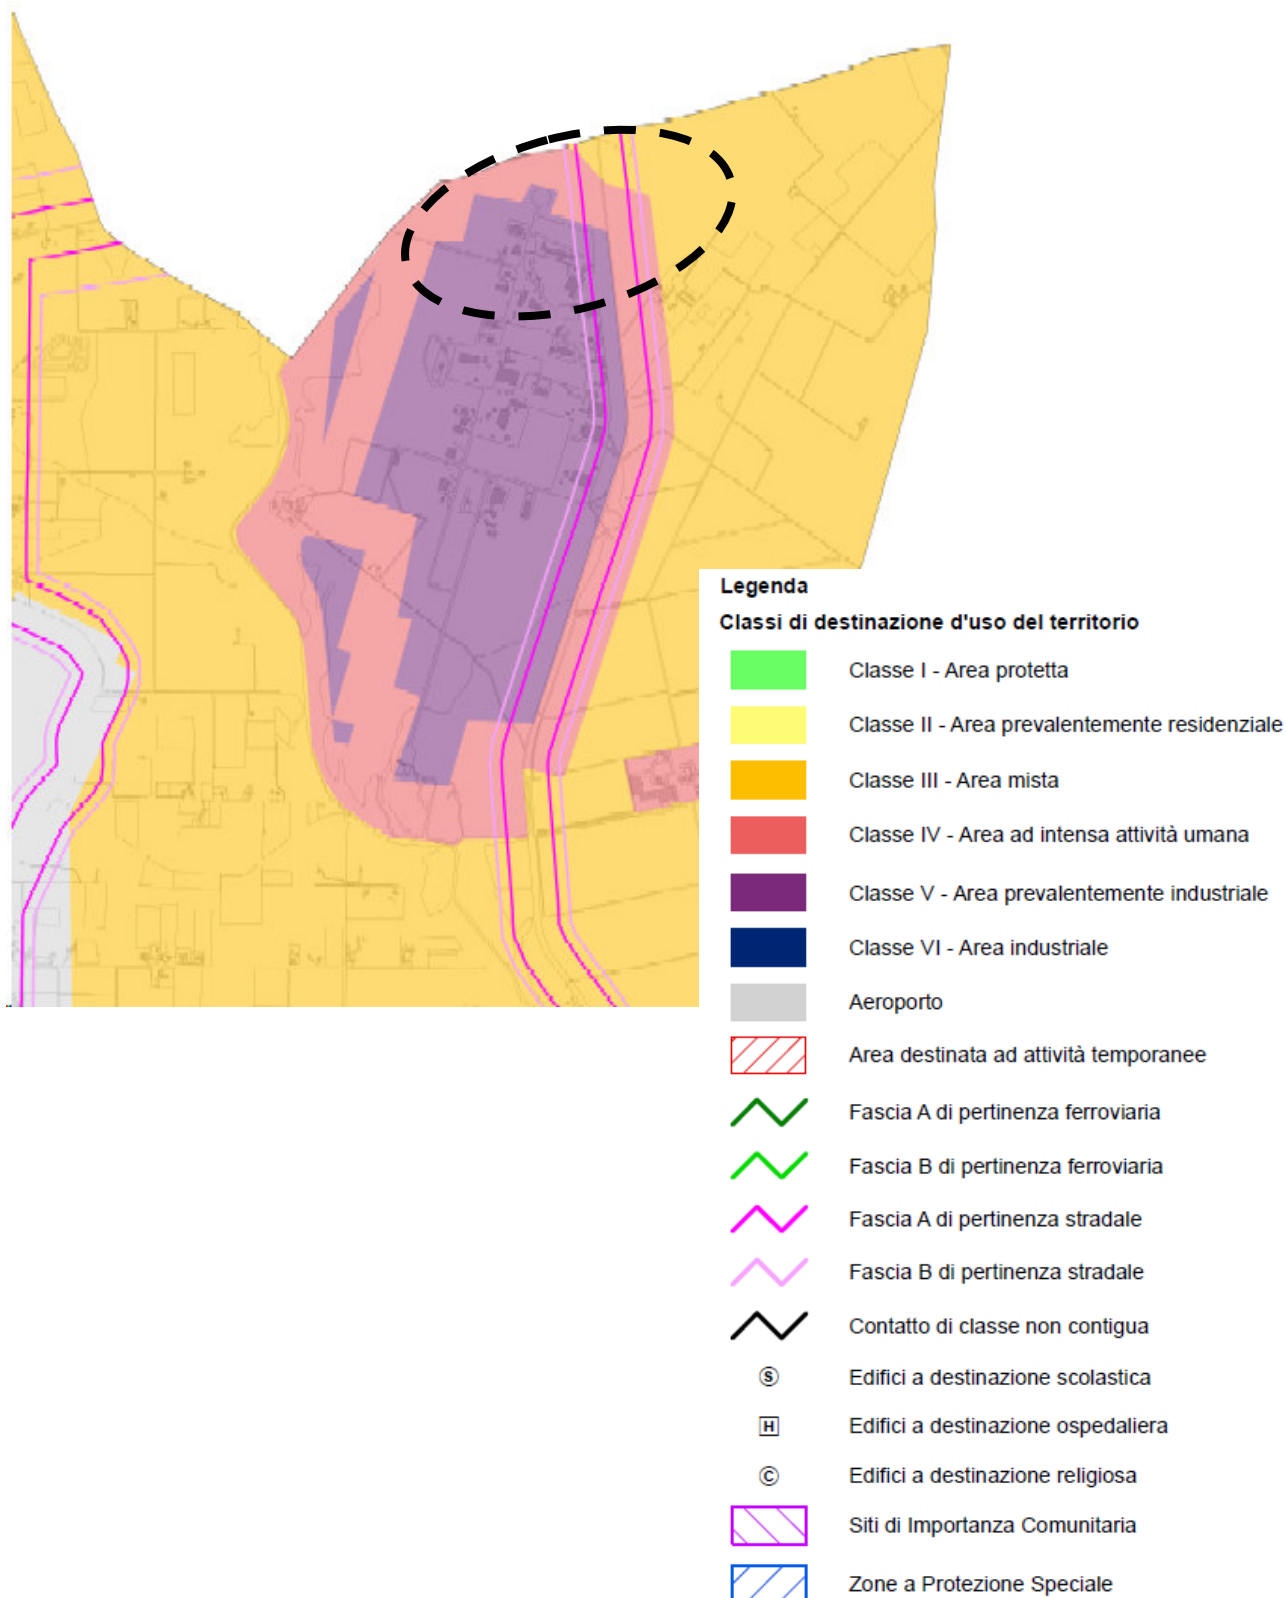 Legenda
Classi di destinazione d'uso del territorio
Classe I - Area protetta
Classe II - Area prevalentemente residenziale
Classe III - Area mista
Classe IV - Area ad intensa attività umana
Classe V - Area prevalentemente industriale
Classe VI - Area industriale
Aeroporto
Area destinata ad attività temporanee
Fascia A di pertinenza ferroviaria
Fascia B di pertinenza ferroviaria
Fascia A di pertinenza stradale
Fascia B di pertinenza stradale
Contatto di classe non contigua
S Edifici a destinazione scolastica
H Edifici a destinazione ospedaliera
C Edifici a destinazione religiosa
Siti di Importanza Comunitaria
Zone a Protezione Speciale